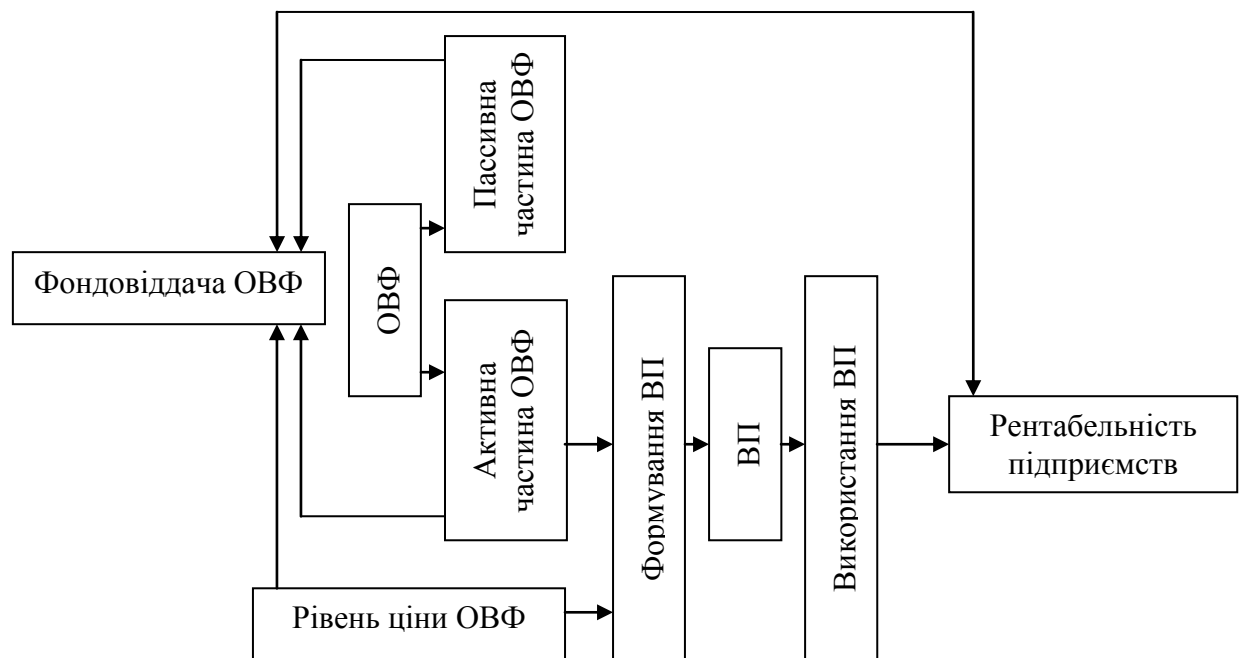 Пассивна
частина ОВФ
Фондовіддача ОВФ
ОВФ
Активна
частина ОВФ
Формування ВП
ВП
Використання ВП
Рентабельність
підприємств
Рівень ціни ОВФ